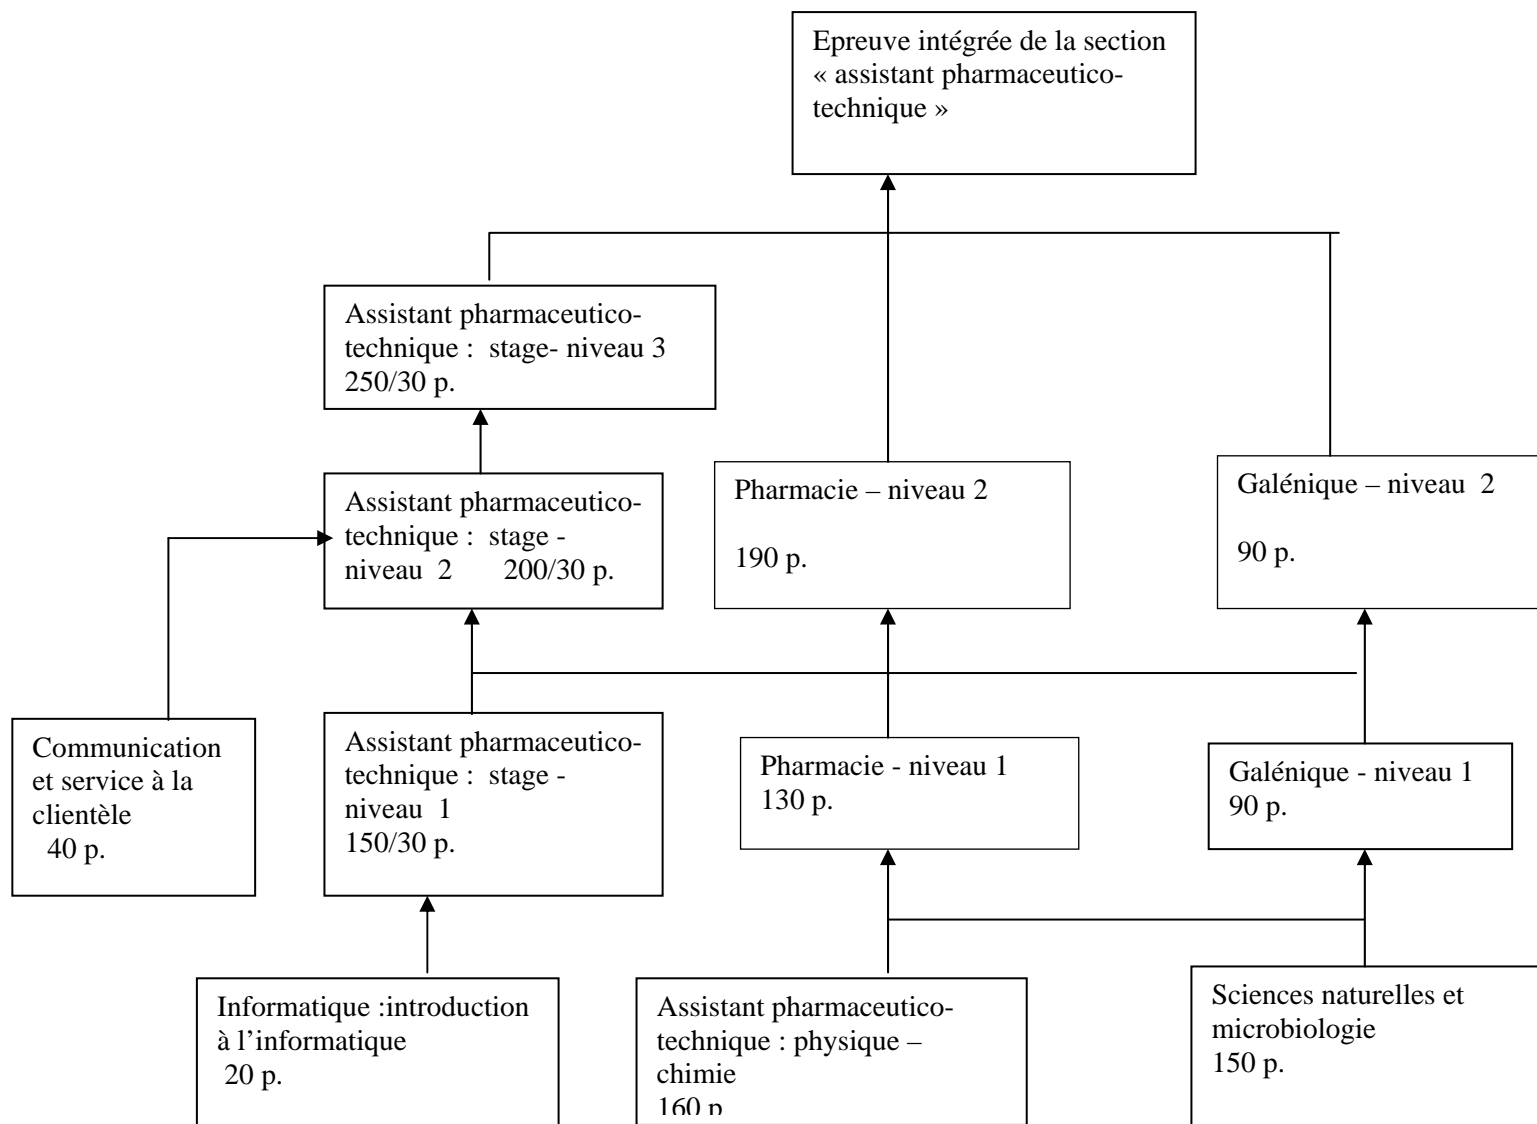 Epreuve intégrée de la section
« assistant pharmaceutico-
technique »
Assistant pharmaceutico-
technique :  stage- niveau 3
250/30 p.
Assistant pharmaceutico-
technique :  stage -
niveau  2       200/30 p.
Pharmacie – niveau 2
190 p.
Galénique – niveau  2
90 p.
Communication
et service à la
clientèle
40 p.
Assistant pharmaceutico-
technique :  stage -
niveau  1
150/30 p.
Pharmacie - niveau 1
130 p.
Galénique - niveau 1
90 p.
Informatique :introduction
à l’informatique
20 p.
Assistant pharmaceutico-
technique : physique –
chimie
160 p
Sciences naturelles et
microbiologie
150 p.